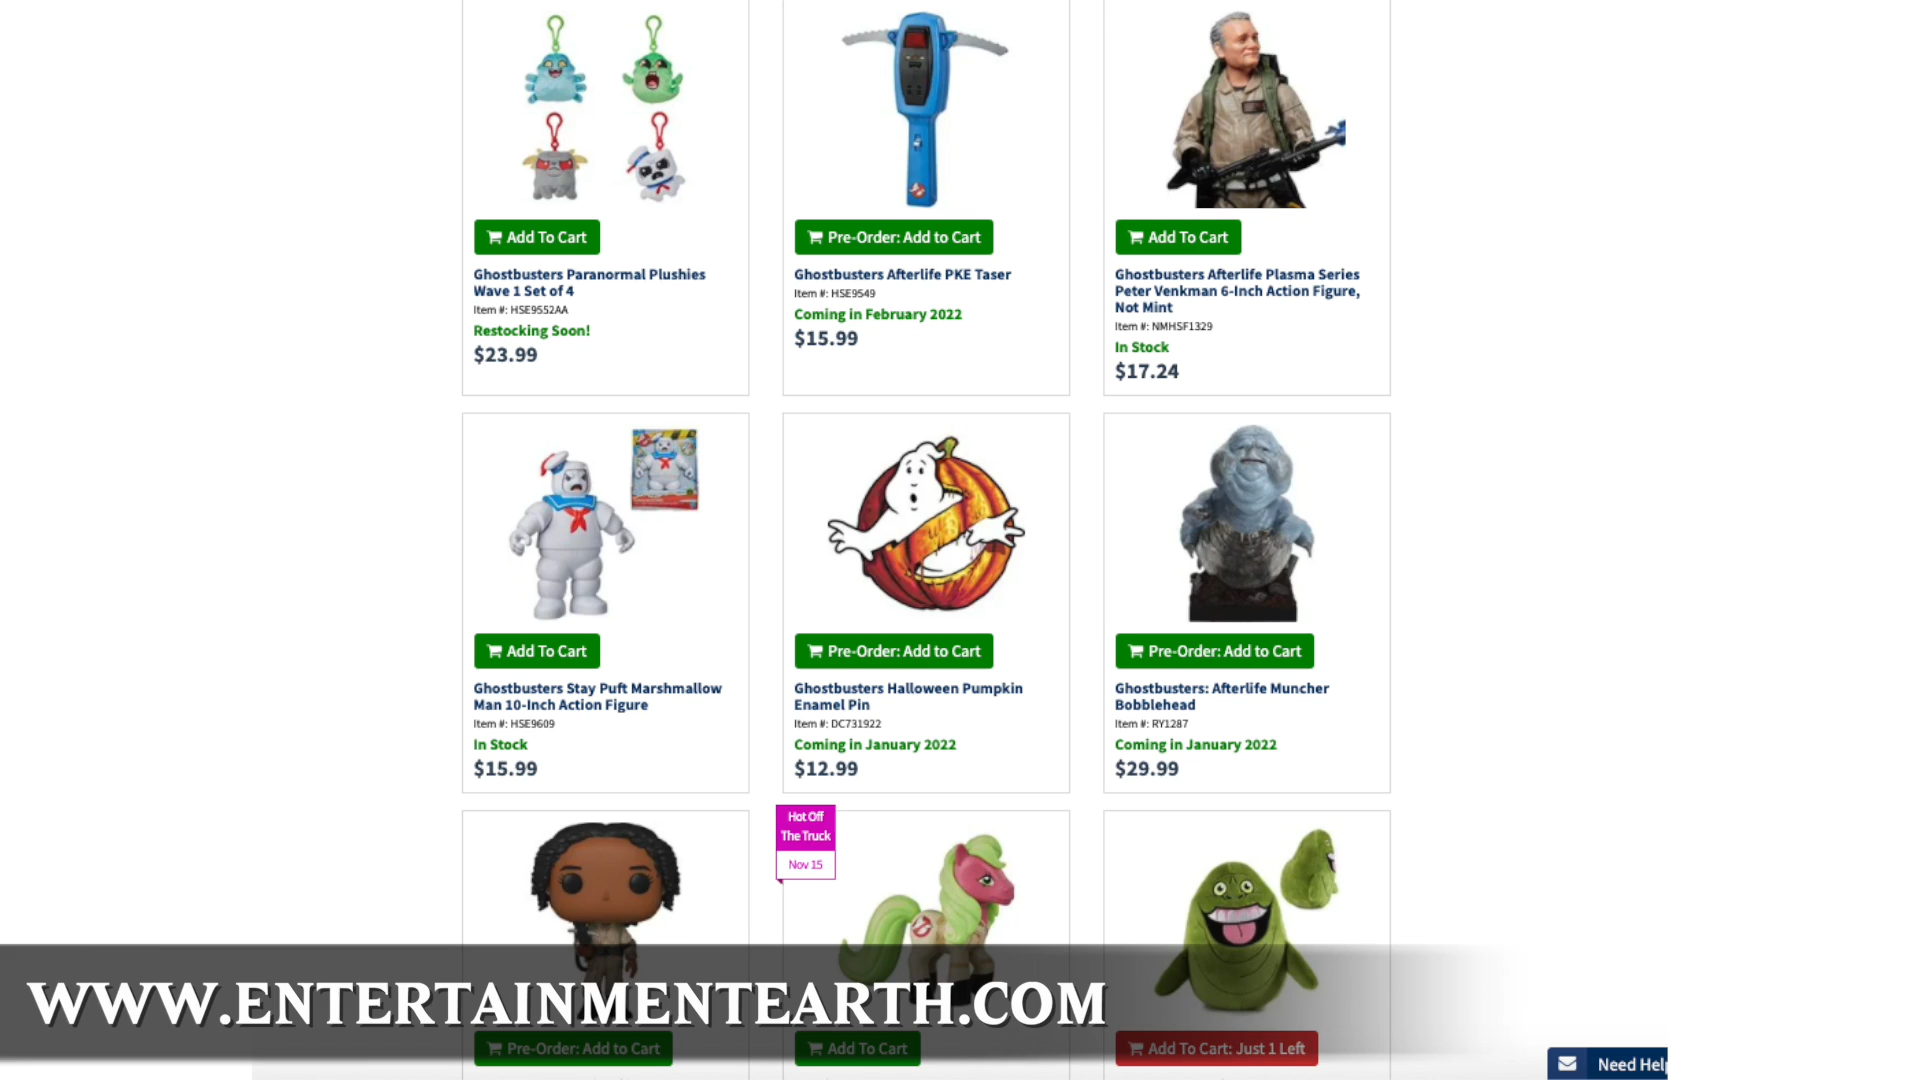 Add To Cart
Ghostbusters Paranormal Plushies
Wave 1 Set of 4
Item #: HSE9552AA
Restocking Soon!
$23.99
Pre-Order: Add to Cart
Ghostbusters Afterlife PKE Taser
Item #: HSE9549
Coming in February 2022
$15.99
Add To Cart
Ghostbusters Afterlife Plasma Series
Peter Venkman 6-Inch Action Figure,
Not Mint
Item #: NMHSF1329
In Stock
$17.24
Add To Cart
Ghostbusters Stay Puft Marshmallow
Man 10-Inch Action Figure
Item #: HSE9609
In Stock
$15.99
Pre-Order: Add to Cart
Ghostbusters Halloween Pumpkin
Enamel Pin
Item #: DC731922
Coming in January 2022
$12.99
Pre-Order: Add to Cart
Ghostbusters: Afterlife Muncher
Bobblehead
Item #: RY1287
Coming in January 2022
$29.99
Hot Off
The Truck
Nov 15
WWW.ENTERTAINMENTEARTH.COM
Pre-Order: Add to Cart
Add To Cart
Add To Cart: Just 1 Left
Need Help